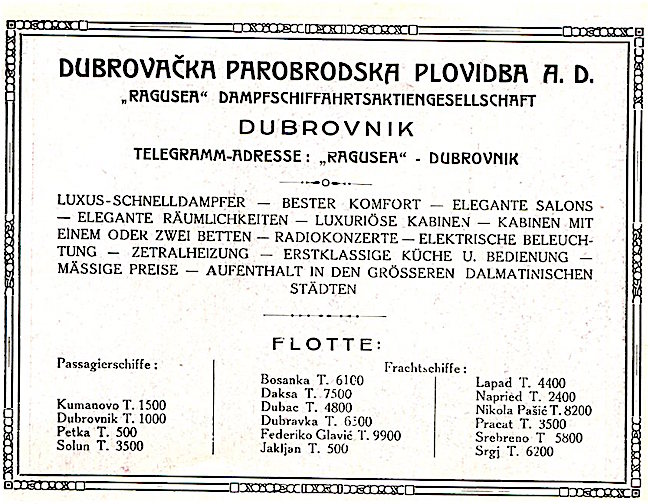 DUBROVAČKA PAROBRODSKA PLOVIDBA A. D.
„RAGUSEA“ DAMPFSCHIFFAHRTSAKTIENGESELLSCHAFT
DUBROVNIK
TELEGRAMM-ADRESSE: „RAGUSEA“ - DUBROVNIK
LUXUS-SCHNELLDAMPFER — BESTER KOMFORT — ELEGANTE SALONS
— ELEGANTE RÄUMLICHKEITEN — LUXURIÖSE KABINEN — KABINEN MIT
EINEM ODER ZWEI BETTEN — RADIOKONZERTE — ELEKTRISCHE BELEUCH-
TUNG — ZETRALHEIZUNG — ERSTKLASSIGE KÜCHE U. BEDIENUNG —
MÄSSIGE PREISE — AUFENTHALT IN DEN GRÖSSEREN DALMATINISCHEN
STÄDTEN
FLOTTE:
Passagierschiffe:
Kumanovo T. 1500
Dubrovnik T. 1000
Petka T. 500
Solun T. 3500
Frachtschiffe:
Bosanka T. 6100
Daksa T. 7500
Dubac T. 4800
Dubravka T. 6500
Federiko Glavić T. 9900
Jakljan T. 500
Lapad T. 4400
Napried T. 2400
Nikola Pašić T. 8200
Pracat T. 3500
Srebreno T 5800
Srgj T. 6200